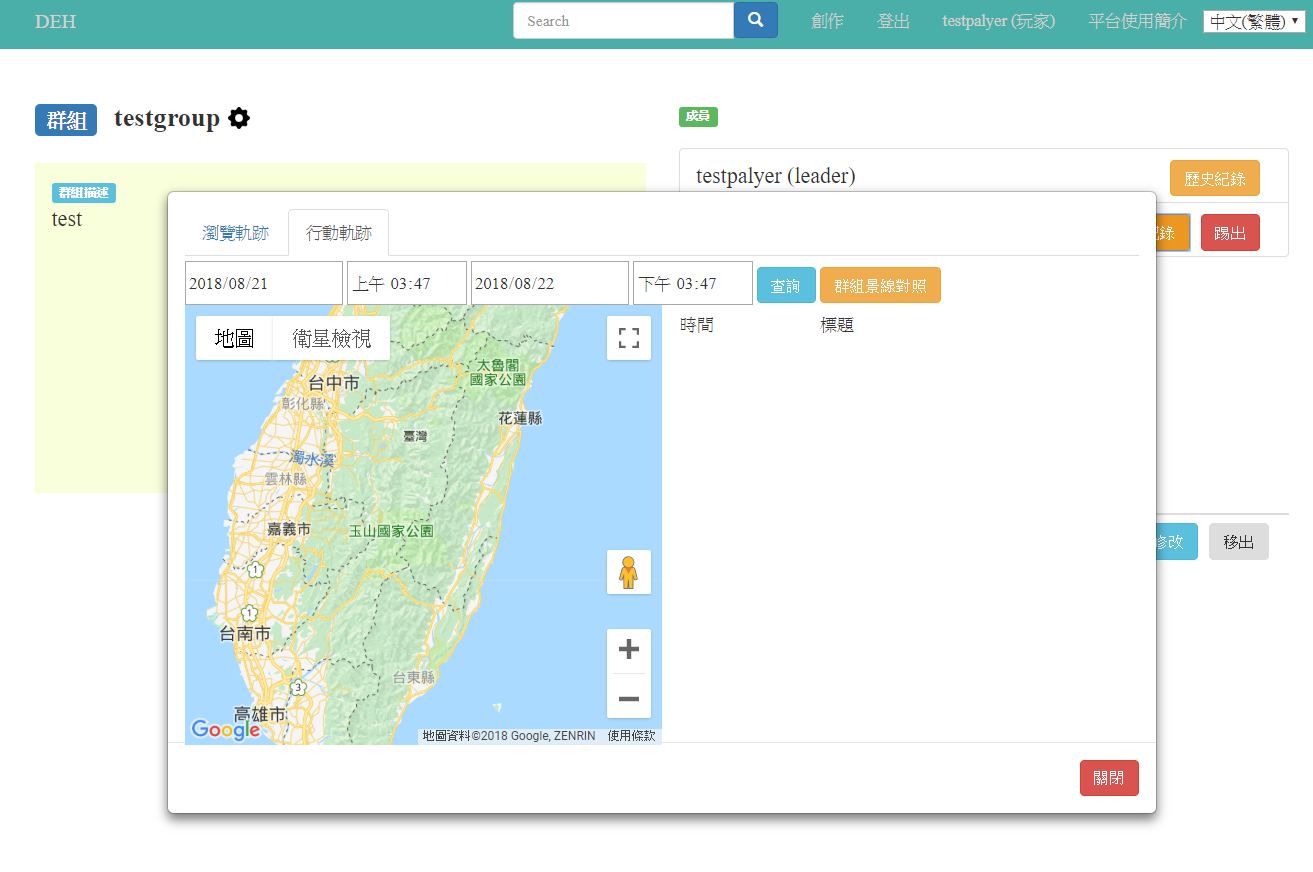 DEH
Search
創作
登出
testpalyer (玩家)
平台使用簡介
中文(繁體)
群組 testgroup
成員
群組描述
test
testpalyer (leader)
歷史紀錄
踢出
瀏覽軌跡
行動軌跡
2018/08/21
上午 03:47
2018/08/22
下午 03:47
查詢
群組景線對照
時間
標題
地圖
衛星檢視
太魯閣
國家公園
台中市
彰化縣
花蓮縣
臺灣
濁水溪
雲林縣
嘉義市
玉山國家公園
1
1
台南市
台東縣
3
高雄市
Google
地圖資料©2018 Google, ZENRIN
使用條款
修改
移出
關閉